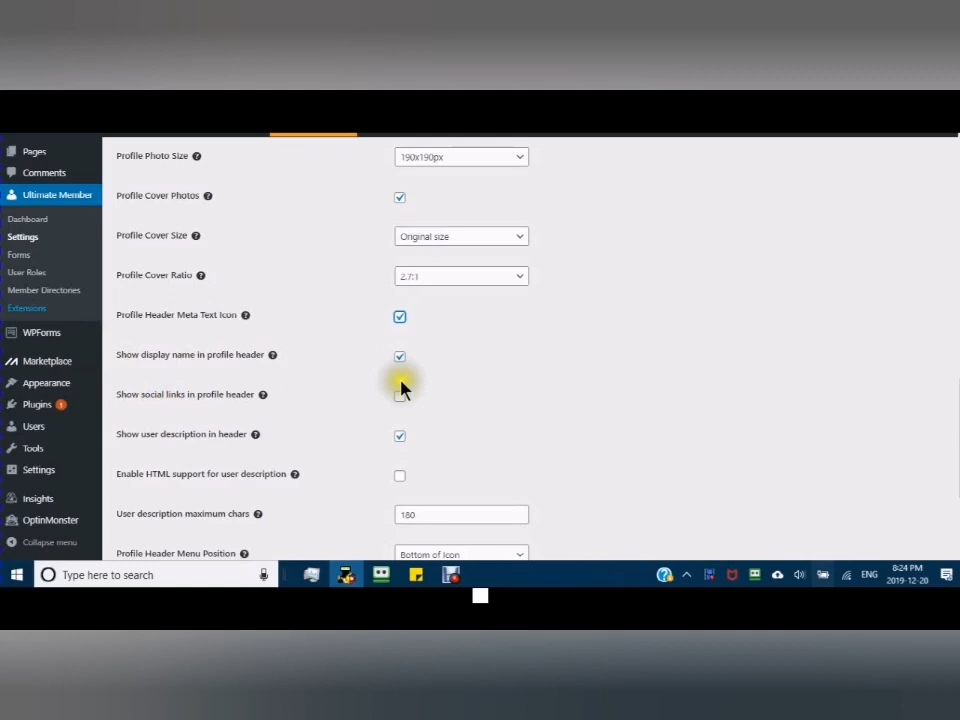 Pages
Comments
Ultimate Member
Dashboard
Settings
Forms
User Roles
Member Directories
Extensions
WPForms
Marketplace
Appearance
Plugins 1
Users
Tools
Settings
Insights
OptinMonster
Collapse menu
Profile Photo Size ? 190x190px
Profile Cover Photos ?
Profile Cover Size ? Original size
Profile Cover Ratio ? 2.7:1
Profile Header Meta Text Icon ?
Show display name in profile header ?
Show social links in profile header ?
Show user description in header ?
Enable HTML support for user description ?
User description maximum chars ? 180
Profile Header Menu Position ? Bottom of Icon
Type here to search
ENG
8:24 PM
2019-12-20